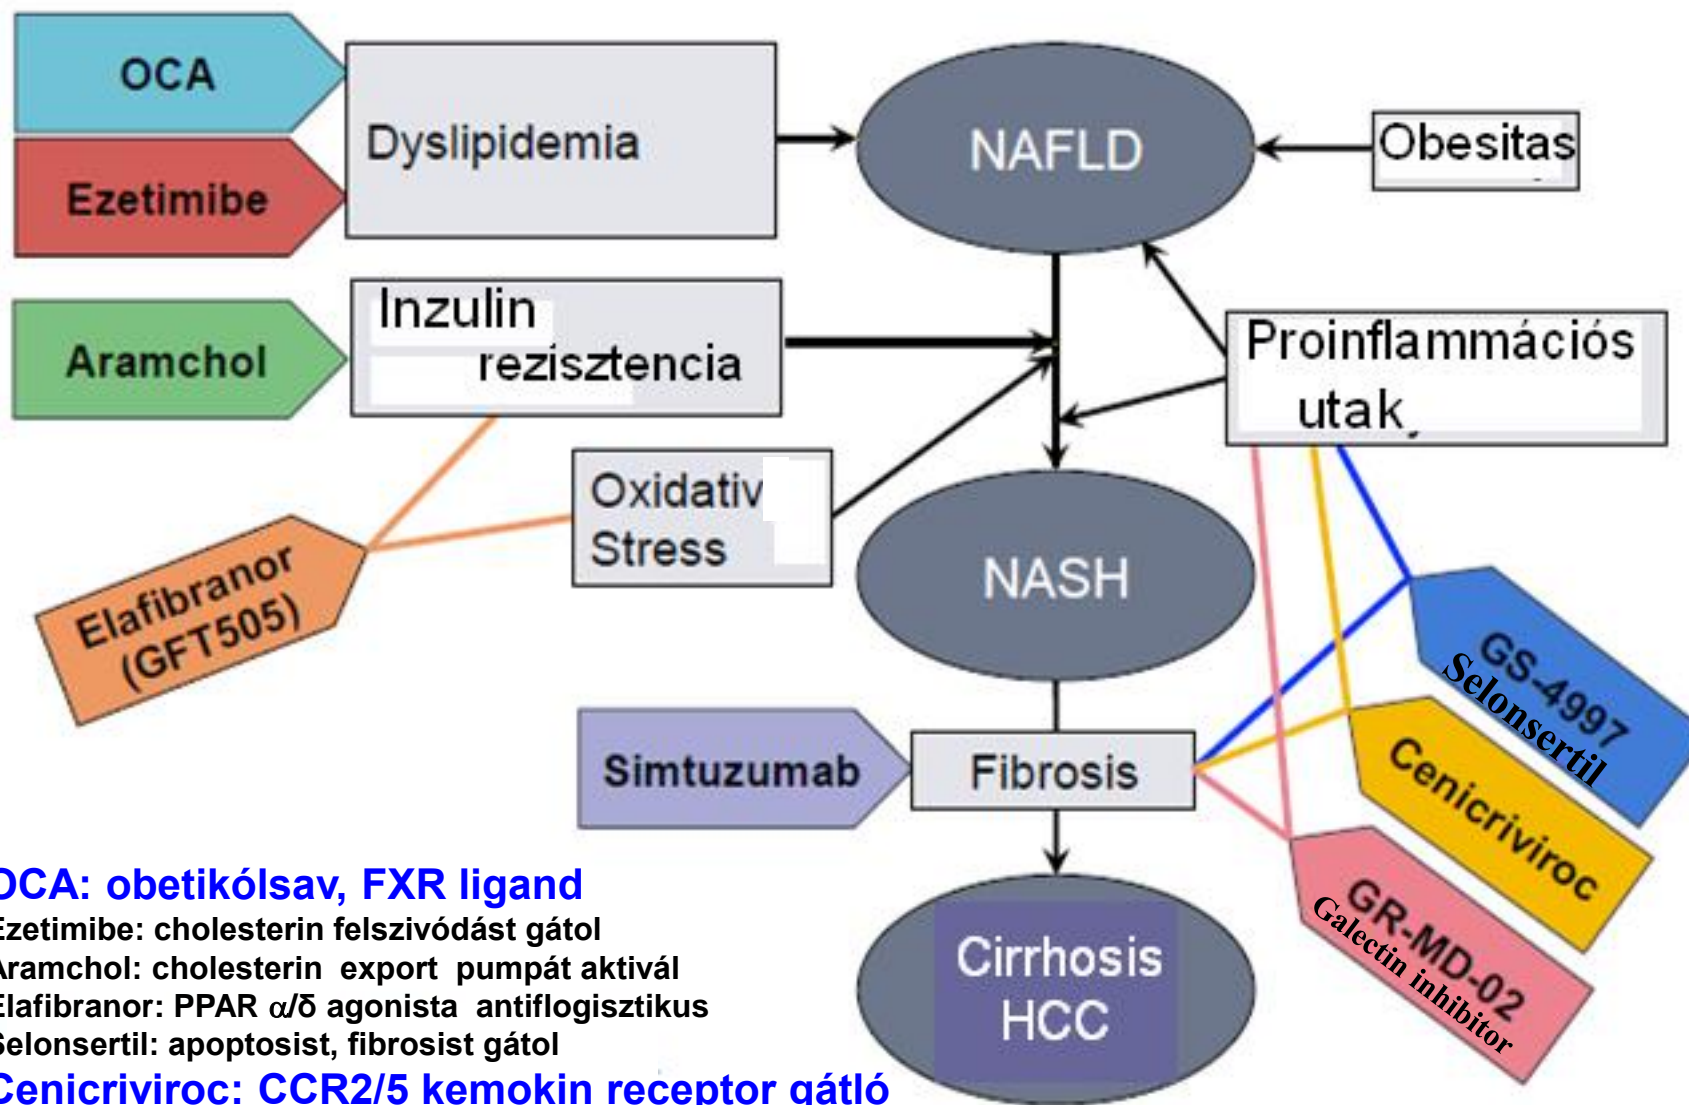 OCA
Ezetimibe
Dyslipidemia
NAFLD
Obesitas
Aramchol
Inzulin
rezisztencia
Proinflammációs
utak
Oxidativ
Stress
Elafibranor
(GFT505)
NASH
GS-4997
Selonsertil
Simtuzumab
Fibrosis
Cenicriviroc
GR-MD-02
Galectin inhibitor
Cirrhosis
HCC
OCA: obetikólsav, FXR ligand
Ezetimibe: cholesterin felszivódást gátol
Aramchol: cholesterin export pumpát aktivál
Elafibranor: PPAR α/δ agonista antiflogisztikus
Selonsertil: apoptosist, fibrosist gátol
Cenicriviroc: CCR2/5 kemokin receptor gátló